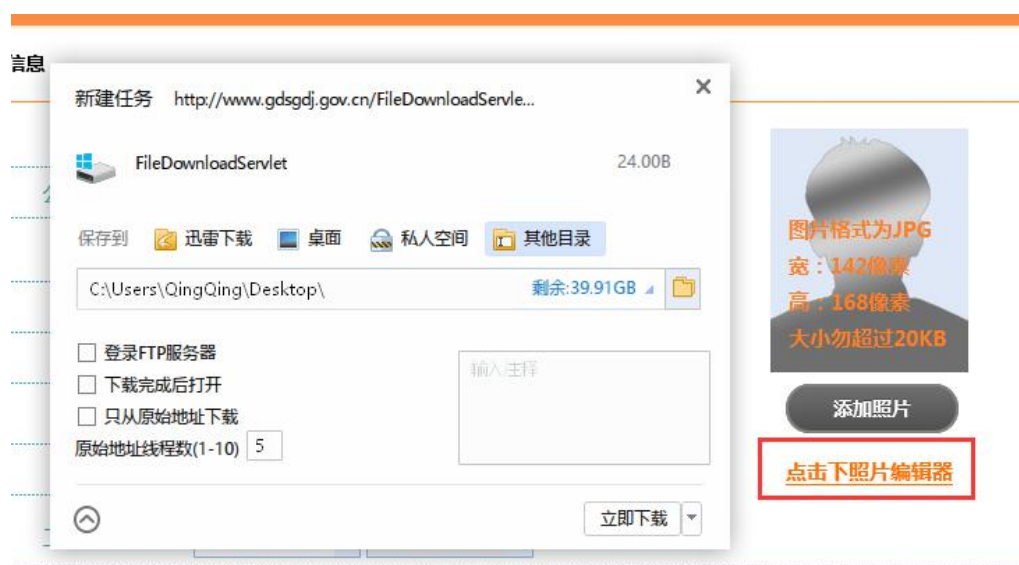 信息
新建任务 http://www.gdsgdj.gov.cn/FileDownloadServle...
FileDownloadServlet 24.00B
保存到 迅雷下载 桌面 私人空间 其他目录
C:\Users\QingQing\Desktop\ 剩余:39.91GB
登录FTP服务器
下载完成后打开
只从原始地址下载
原始地址线程数(1-10) 5
输入注释
立即下载
图片格式为JPG
宽：142像素
高：168像素
大小勿超过20KB
添加照片
点击下照片编辑器